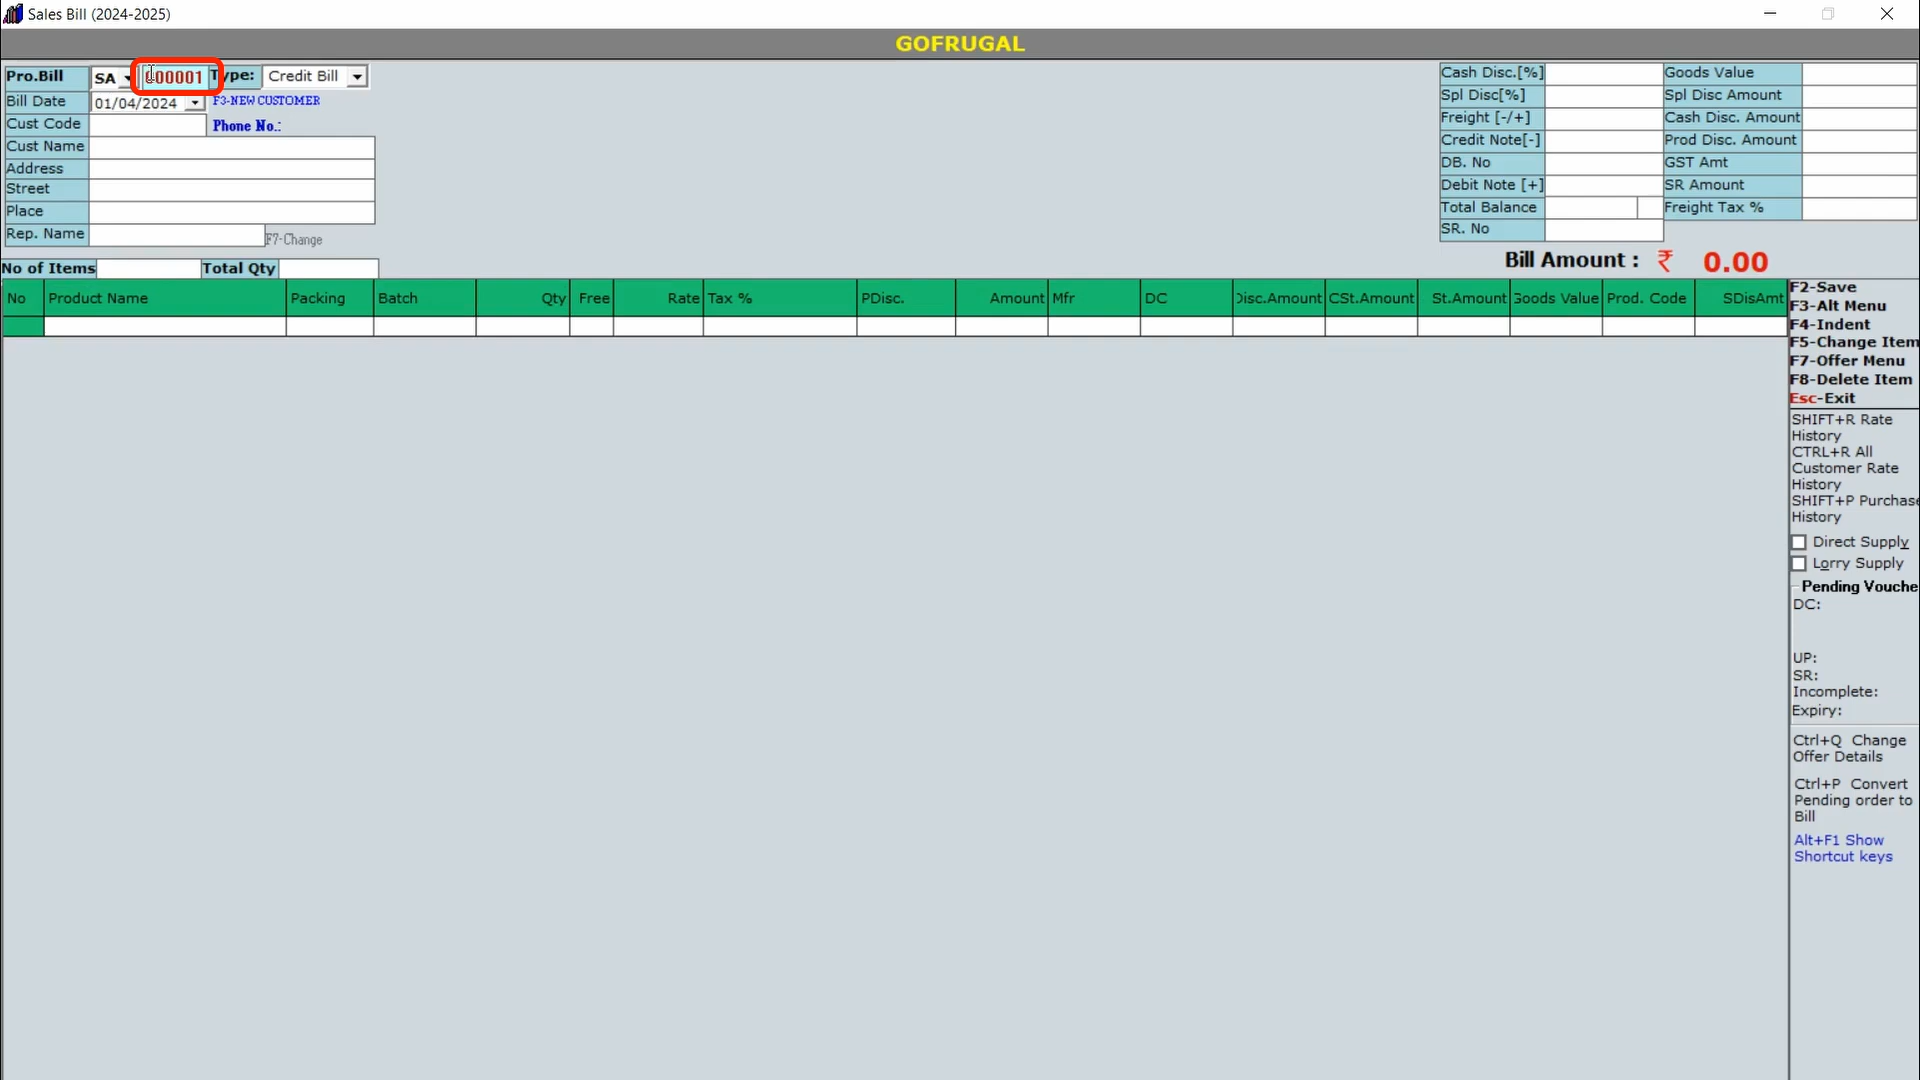 Sales Bill (2024-2025)
GOFRUGAL
Pro.Bill SA 000001 Type: Credit Bill
Bill Date 01/04/2024 F3-NEW CUSTOMER
Cust Code Phone No.:
Cust Name
Address
Street
Place
Rep. Name F7-Change
No of Items Total Qty
Cash Disc.[%] Goods Value
Spl Disc[%] Spl Disc Amount
Freight [-/+] Cash Disc. Amount
Credit Note[-] Prod Disc. Amount
DB. No GST Amt
Debit Note [+] SR Amount
Total Balance Freight Tax %
SR. No
Bill Amount : ₹ 0.00
No Product Name Packing Batch Qty Free Rate Tax % PDisc. Amount Mfr DC Disc.Amount CSt.Amount St.Amount Goods Value Prod. Code SDisAmt
F2-Save
F3-Alt Menu
F4-Indent
F5-Change Item
F7-Offer Menu
F8-Delete Item
Esc-Exit
SHIFT+R Rate
History
CTRL+R All
Customer Rate
History
SHIFT+P Purchase
History
Direct Supply
Lorry Supply
Pending Vouche
DC:
UP:
SR:
Incomplete:
Expiry:
Ctrl+Q Change
Offer Details
Ctrl+P Convert
Pending order to
Bill
Alt+F1 Show
Shortcut keys